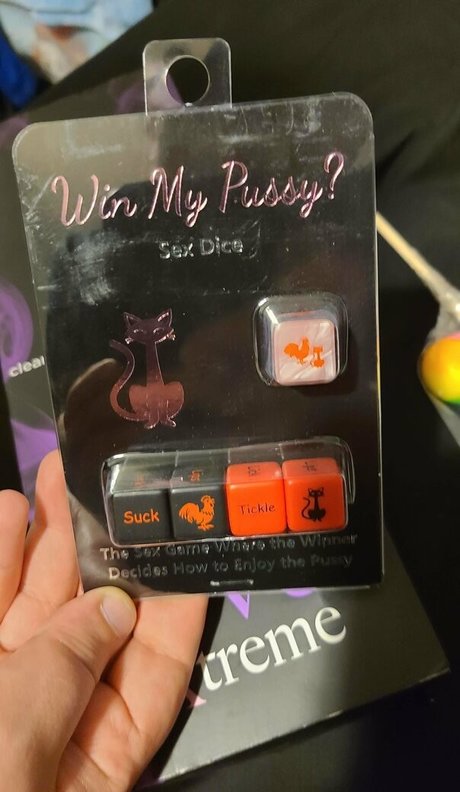 Win My Pussy?
Sex Dice
clear
Suck
Tickle
The Sex Game Where the Winner
Decides How to Enjoy the Pussy
treme